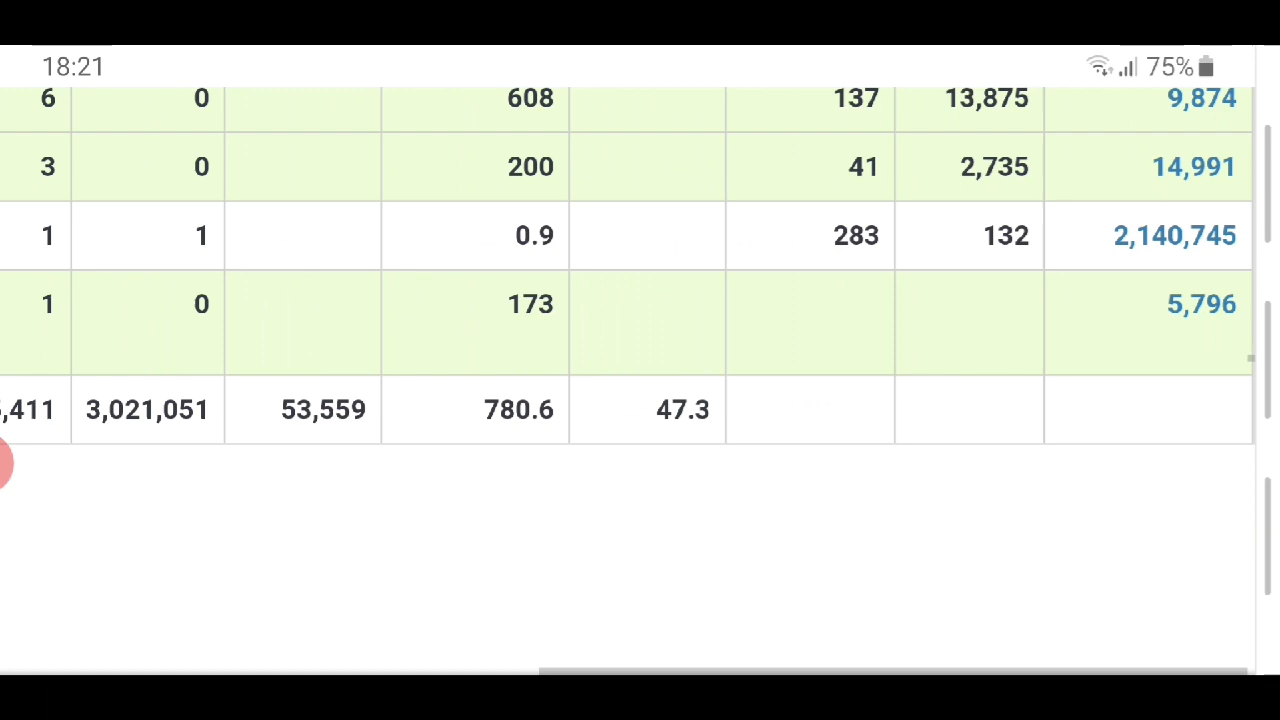 18:21 75%
6 0 608 137 13,875 9,874
3 0 200 41 2,735 14,991
1 1 0.9 283 132 2,140,745
1 0 173 5,796
,411 3,021,051 53,559 780.6 47.3